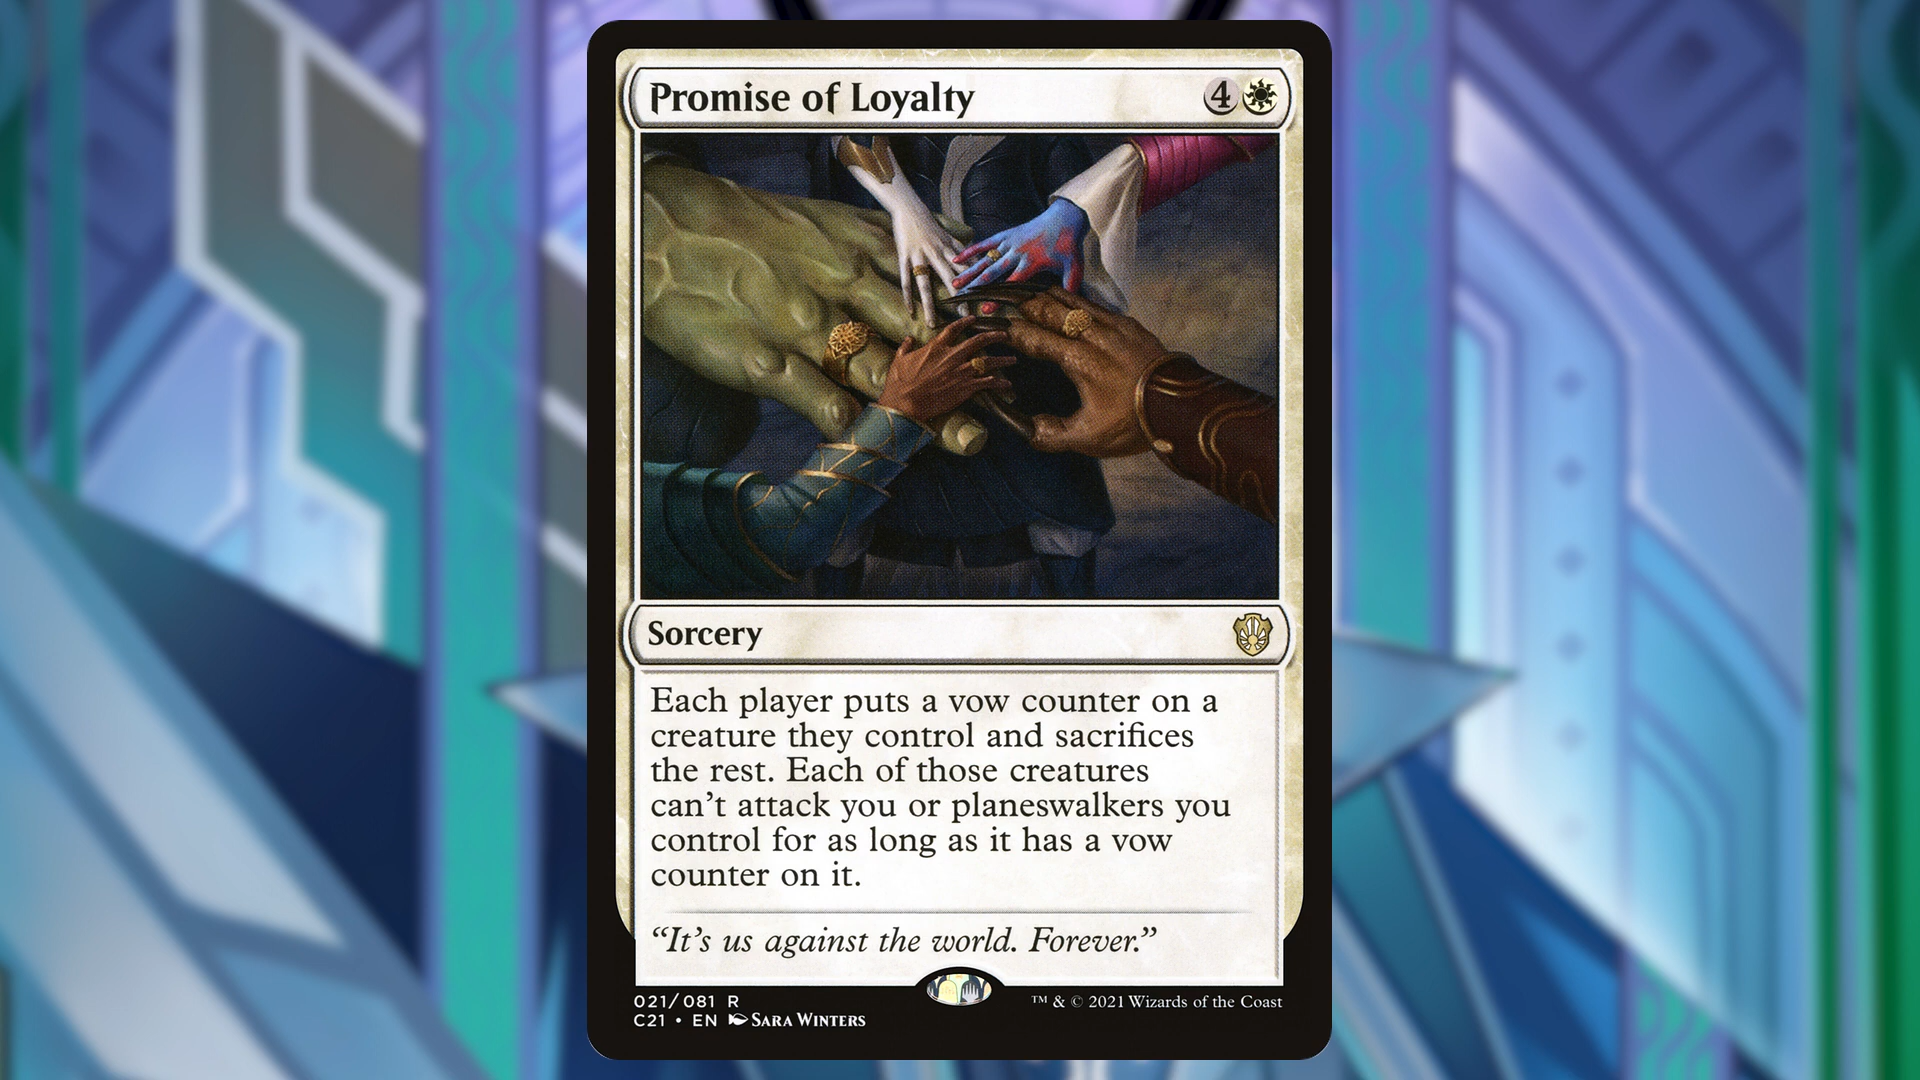 Promise of Loyalty 4
Sorcery
Each player puts a vow counter on a
creature they control and sacrifices
the rest. Each of those creatures
can’t attack you or planeswalkers you
control for as long as it has a vow
counter on it.
“It’s us against the world. Forever.”
021/081 R
™ & © 2021 Wizards of the Coast
C21 • EN SARA WINTERS